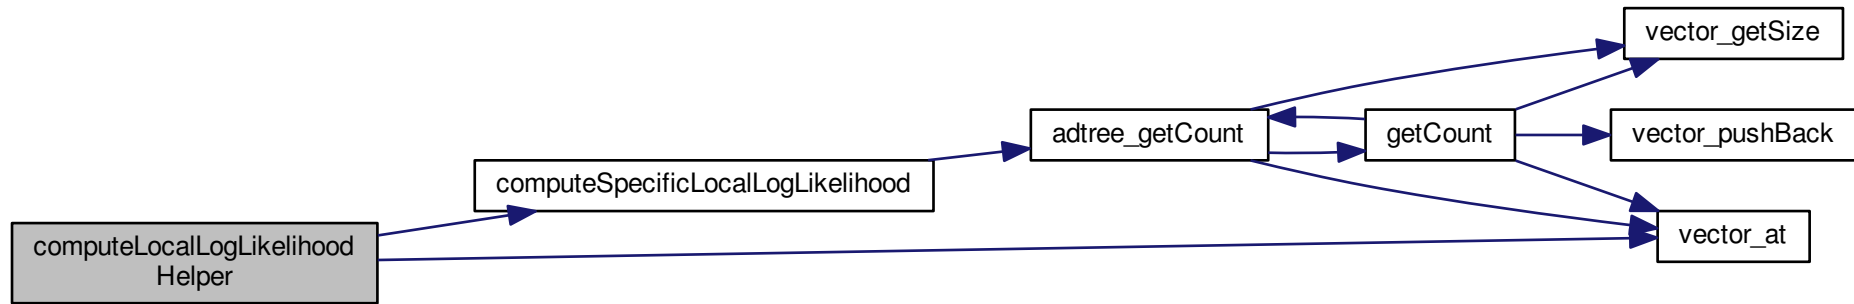 vector_getSize
adtree_getCount
getCount
vector_pushBack
computeSpecificLocalLogLikelihood
vector_at
computeLocalLogLikelihood
Helper